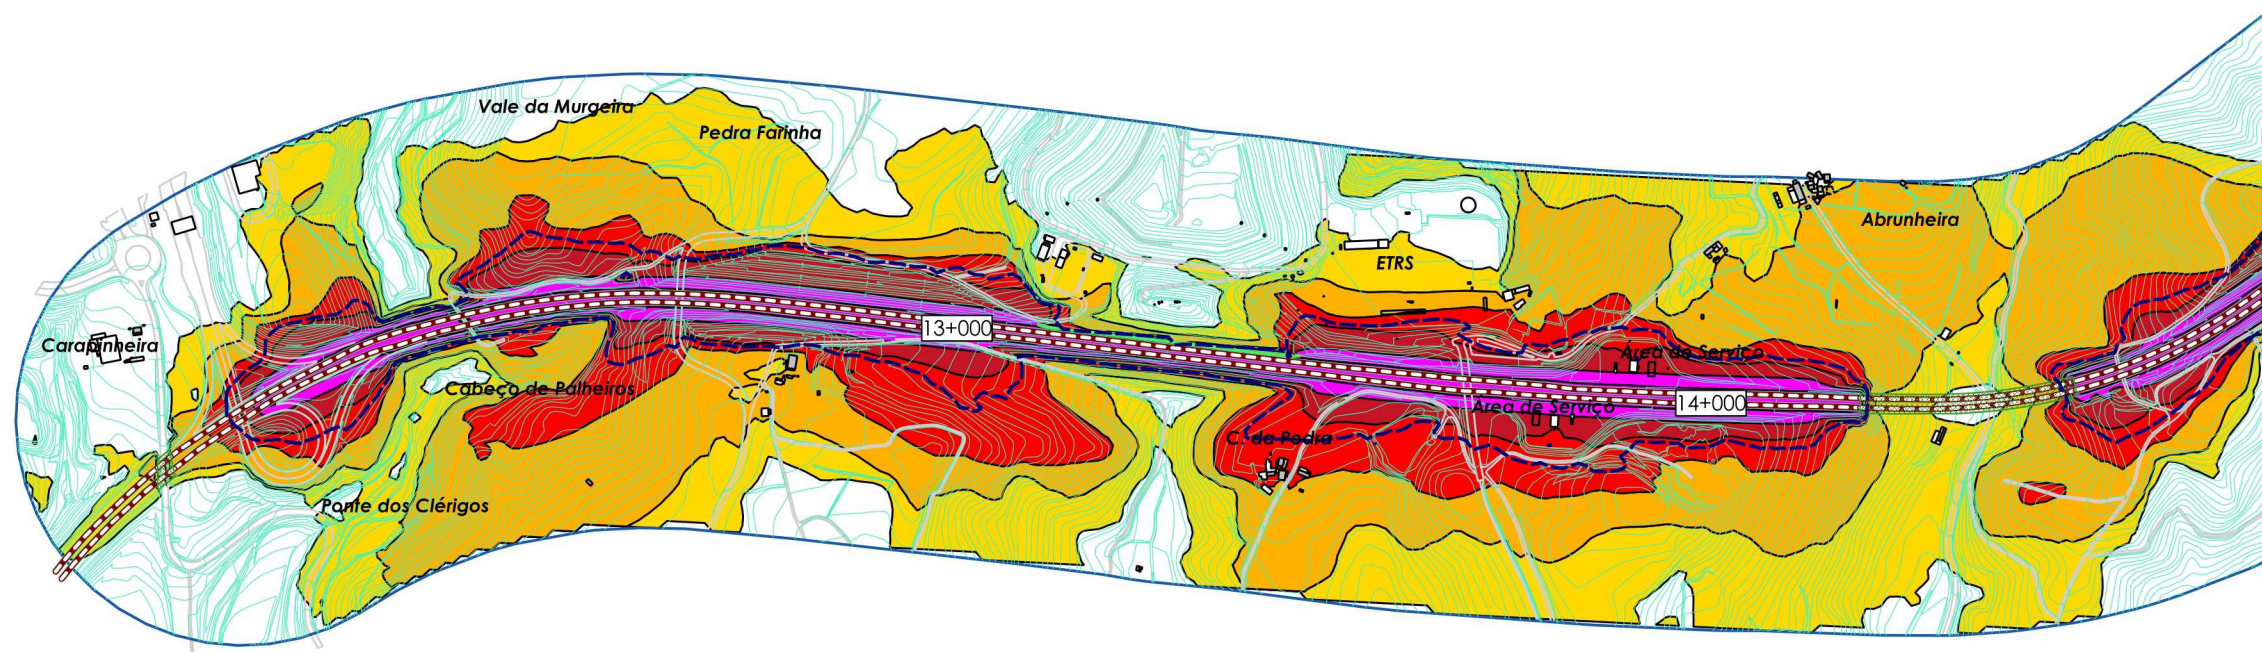 Vale da Murgeira
Pedra Farinha
Abrunheira
ETRS
13+000
Carapinheira
Área de Serviço
Cabeço de Palheiros
Área de Serviço
14+000
C. da Pedra
Ponte dos Clérigos